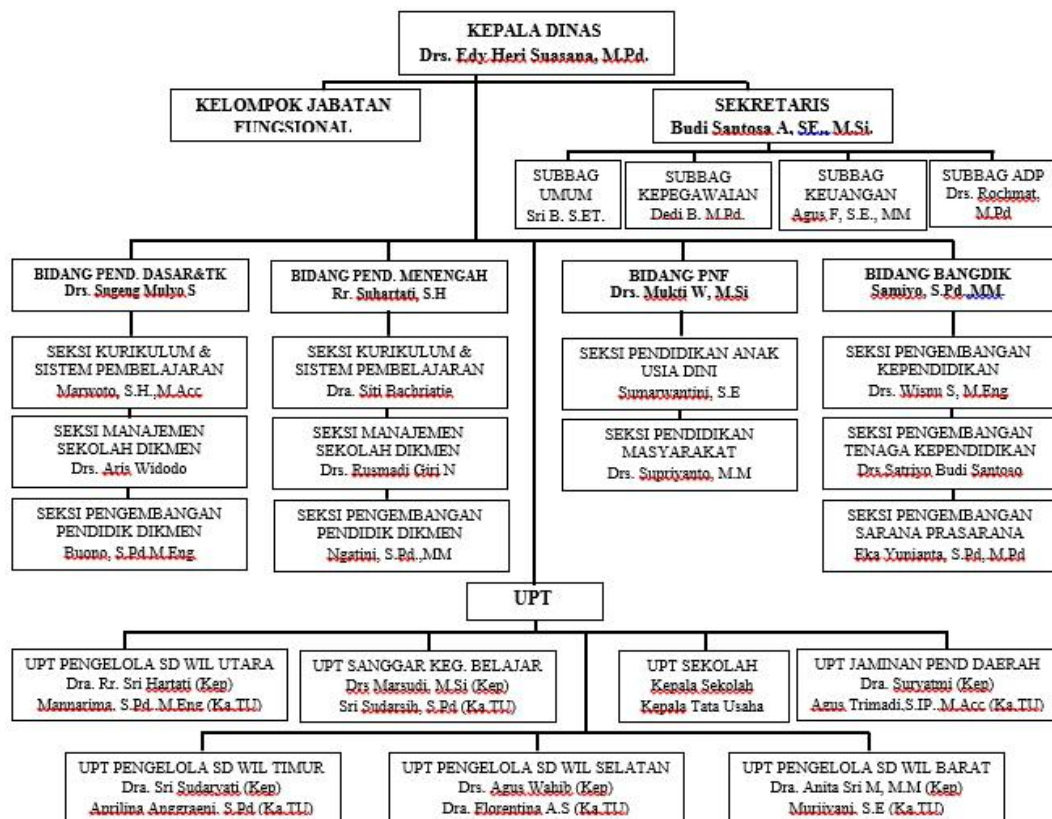 KEPALA DINAS
Drs. Edy Heri Suasana, M.Pd.
KELOMPOK JABATAN
FUNGSIONAL
SEKRETARIS
Budi Santosa A, SE., M.Si.
SUBBAG
UMUM
Sri B. S.ET.
SUBBAG
KEPEGAWAIAN
Dedi B. M.Pd.
SUBBAG
KEUANGAN
Agus F, S.E., MM
SUBBAG ADP
Drs. Rochmat,
M.Pd
BIDANG PEND. DASAR&TK
Drs. Sugeng Mulyo S
BIDANG PEND. MENENGAH
Rr. Suhartati, S.H
BIDANG PNF
Drs. Mukti W, M.Si
BIDANG BANGDIK
Samiyo, S.Pd.,MM
SEKSI KURIKULUM &
SISTEM PEMBELAJARAN
Marwoto, S.H.,M.Acc
SEKSI KURIKULUM &
SISTEM PEMBELAJARAN
Dra. Siti Bachriatie
SEKSI PENDIDIKAN ANAK
USIA DINI
Sumarwantini, S.E
SEKSI PENGEMBANGAN
KEPENDIDIKAN
Drs. Wisnu S, M.Eng
SEKSI MANAJEMEN
SEKOLAH DIKMEN
Drs. Aris Widodo
SEKSI MANAJEMEN
SEKOLAH DIKMEN
Drs. Rusmadi Giri N
SEKSI PENDIDIKAN
MASYARAKAT
Drs. Supriyanto, M.M
SEKSI PENGEMBANGAN
TENAGA KEPENDIDIKAN
Drs.Satriyo Budi Santoso
SEKSI PENGEMBANGAN
PENDIDIK DIKMEN
Buono, S.Pd.M.Eng
SEKSI PENGEMBANGAN
PENDIDIK DIKMEN
Ngatini, S.Pd.,MM
SEKSI PENGEMBANGAN
SARANA PRASARANA
Eka Yunianta, S.Pd, M.Pd
UPT
UPT PENGELOLA SD WIL UTARA
Dra. Rr. Sri Hartati (Kep)
Mannarima, S.Pd..M.Eng (Ka.TU)
UPT SANGGAR KEG. BELAJAR
Drs Marsudi, M.Si (Kep)
Sri Sudarsih, S.Pd (Ka.TU)
UPT SEKOLAH
Kepala Sekolah
Kepala Tata Usaha
UPT JAMINAN PEND DAERAH
Dra. Suryatmi (Kep)
Agus Trimadi,S.IP..M.Acc (Ka.TU)
UPT PENGELOLA SD WIL TIMUR
Dra. Sri Sudaryati (Kep)
Aprilina Anggraeni, S.Pd (Ka.TU)
UPT PENGELOLA SD WIL SELATAN
Drs. Agus Wahib (Kep)
Dra. Florentina A.S (Ka.TU)
UPT PENGELOLA SD WIL BARAT
Dra. Anita Sri M, M.M (Kep)
Murjiyani, S.E (Ka.TU)